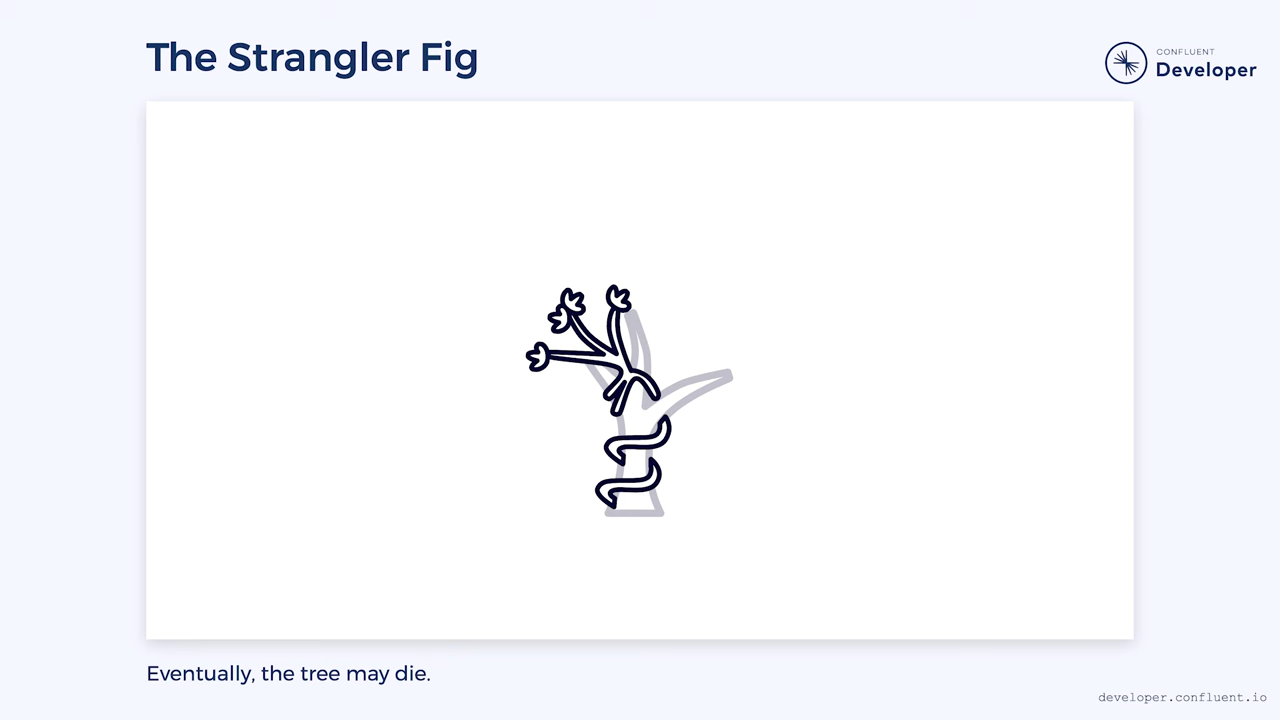 The Strangler Fig
CONFLUENT
Developer
Eventually, the tree may die.
developer.confluent.io